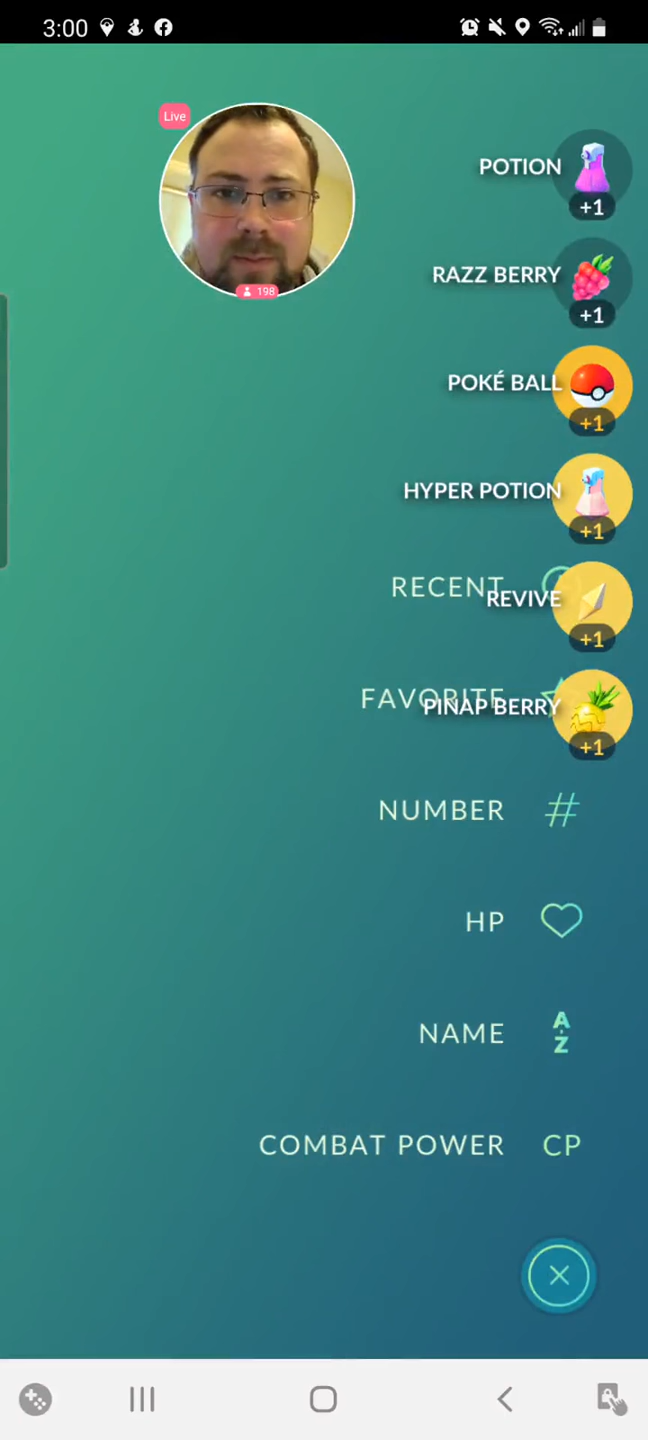 3:00
Live
198
POTION
+1
RAZZ BERRY
+1
POKÉ BALL
+1
HYPER POTION
+1
RECENT
REVIVE
+1
FAVORITE
PINAP BERRY
+1
NUMBER #
HP
NAME A-Z
COMBAT POWER CP